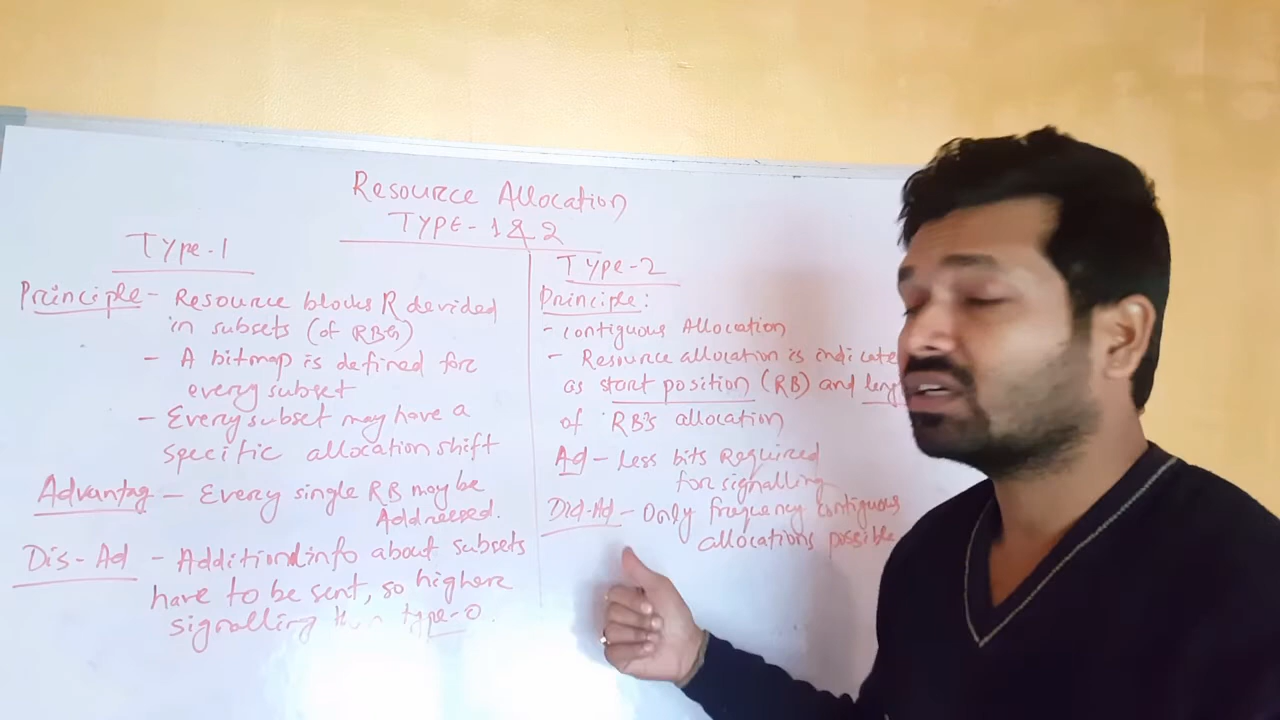 Resource Allocation
TYPE-1&2
Type-1
Principle- Resource blocks R devided
in subsets (of RBG)
- A bitmap is defined for
every subset
- Every subset may have a
specific allocation shift
Advantag - Every single RB may be
Addressed.
Dis-Ad - Additional info about subsets
have to be sent, so higher
signalling than type-0.
Type-2
Principle:
- Contiguous Allocation
- Resource allocation is indicate
as start position (RB) and leng
of RB's allocation
Ad - Less bits Required
for signalling
Did-Ad - Only frequency contiguous
allocations possible